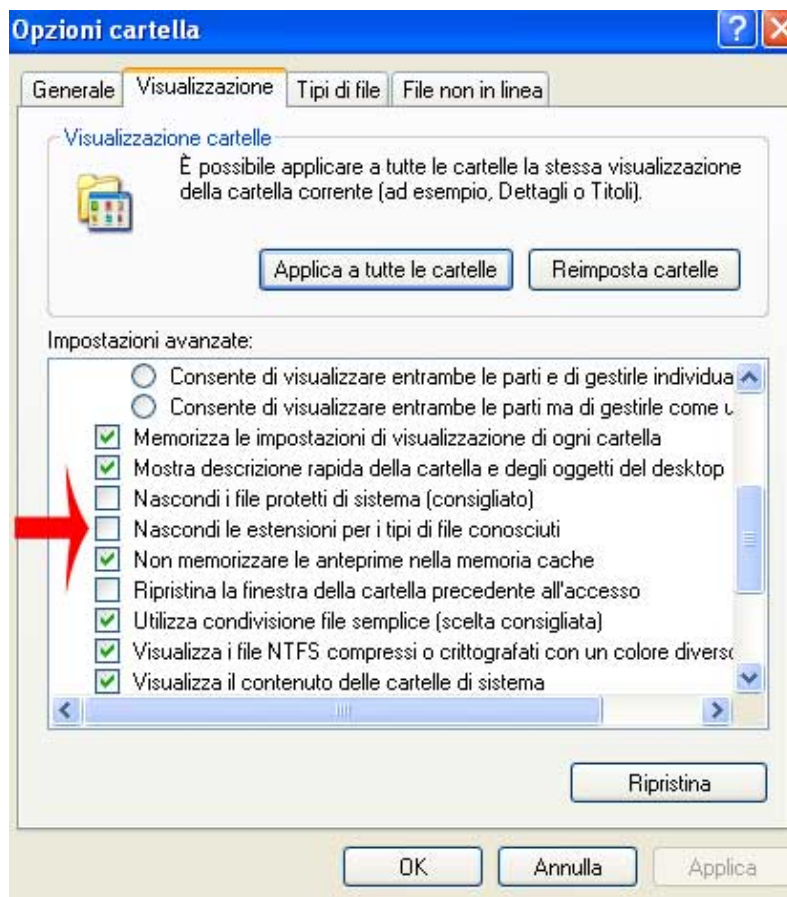 Opzioni cartella
Generale Visualizzazione Tipi di file File non in linea
Visualizzazione cartelle
È possibile applicare a tutte le cartelle la stessa visualizzazione
della cartella corrente (ad esempio, Dettagli o Titoli).
Applica a tutte le cartelle Reimposta cartelle
Impostazioni avanzate:
Consente di visualizzare entrambe le parti e di gestirle individua
Consente di visualizzare entrambe le parti ma di gestirle come u
Memorizza le impostazioni di visualizzazione di ogni cartella
Mostra descrizione rapida della cartella e degli oggetti del desktop
Nascondi i file protetti di sistema (consigliato)
Nascondi le estensioni per i tipi di file conosciuti
Non memorizzare le anteprime nella memoria cache
Ripristina la finestra della cartella precedente all'accesso
Utilizza condivisione file semplice (scelta consigliata)
Visualizza i file NTFS compressi o crittografati con un colore diverso
Visualizza il contenuto delle cartelle di sistema
Ripristina
OK Annulla Applica